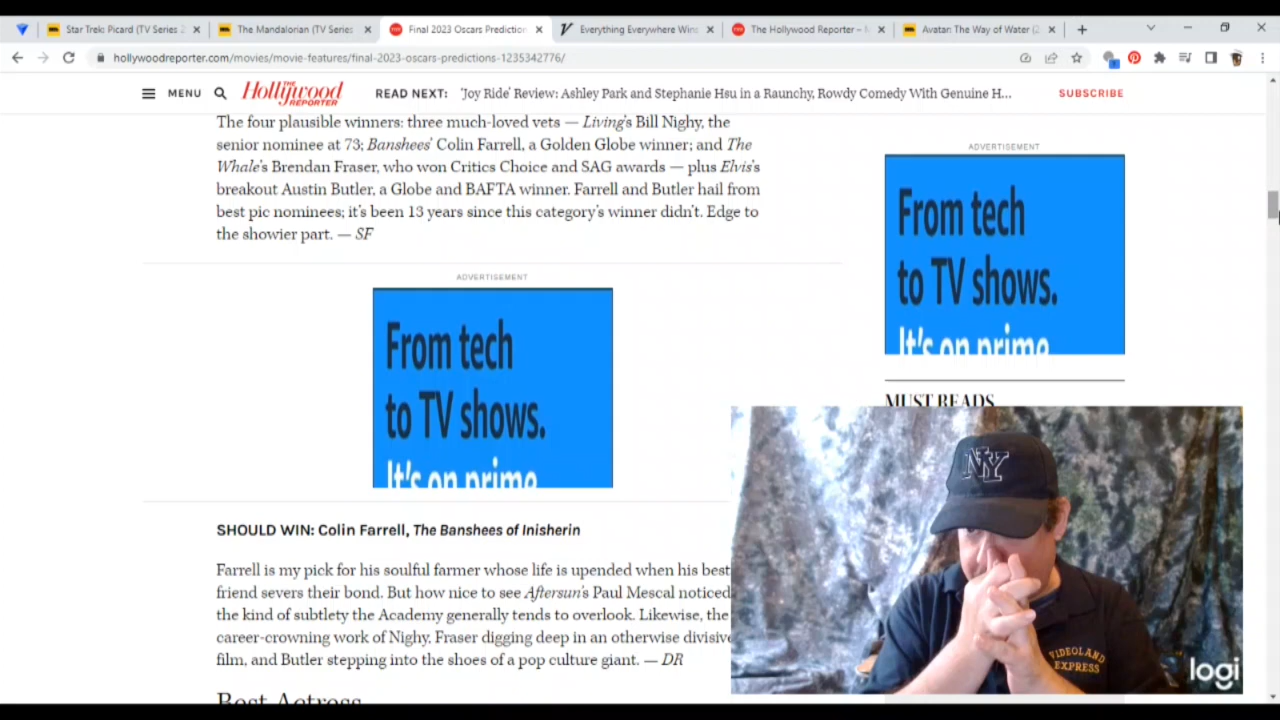 Star Trek: Picard (TV Series 2
The Mandalorian (TV Series
Final 2023 Oscars Prediction
Everything Everywhere Wins
The Hollywood Reporter –
Avatar: The Way of Water (2
hollywoodreporter.com/movies/movie-features/final-2023-oscars-predictions-1235342776/
MENU
THE Hollywood REPORTER
READ NEXT: 'Joy Ride' Review: Ashley Park and Stephanie Hsu in a Raunchy, Rowdy Comedy With Genuine H...
SUBSCRIBE
The four plausible winners: three much-loved vets — Living's Bill Nighy, the
senior nominee at 73; Banshees' Colin Farrell, a Golden Globe winner; and The
Whale's Brendan Fraser, who won Critics Choice and SAG awards — plus Elvis's
breakout Austin Butler, a Globe and BAFTA winner. Farrell and Butler hail from
best pic nominees; it's been 13 years since this category's winner didn't. Edge to
the showier part. — SF
ADVERTISEMENT
From tech
to TV shows.
It's on prime
ADVERTISEMENT
From tech
to TV shows.
It's on prime
MUST READS
SHOULD WIN: Colin Farrell, The Banshees of Inisherin
Farrell is my pick for his soulful farmer whose life is upended when his best
friend severs their bond. But how nice to see Aftersun's Paul Mescal noticed
the kind of subtlety the Academy generally tends to overlook. Likewise, the
career-crowning work of Nighy, Fraser digging deep in an otherwise divisive
film, and Butler stepping into the shoes of a pop culture giant. — DR
Best Actress
NY
VIDEOLAND
EXPRESS
logi